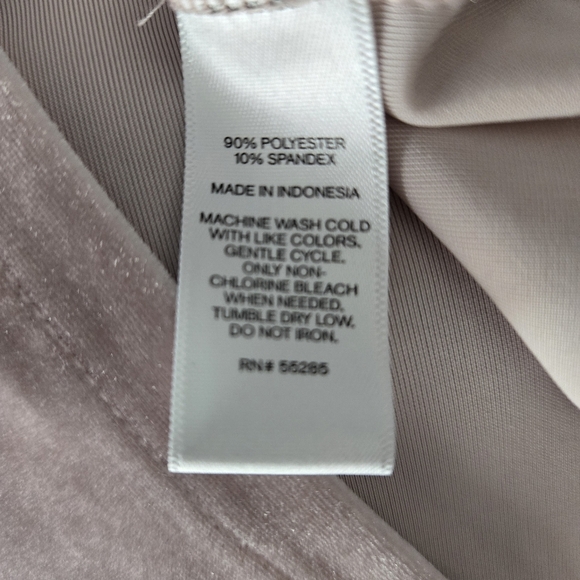 90% POLYESTER
10% SPANDEX
MADE IN INDONESIA
MACHINE WASH COLD
WITH LIKE COLORS,
GENTLE CYCLE.
ONLY NON-
CHLORINE BLEACH
WHEN NEEDED,
TUMBLE DRY LOW,
DO NOT IRON.
RN# 55285